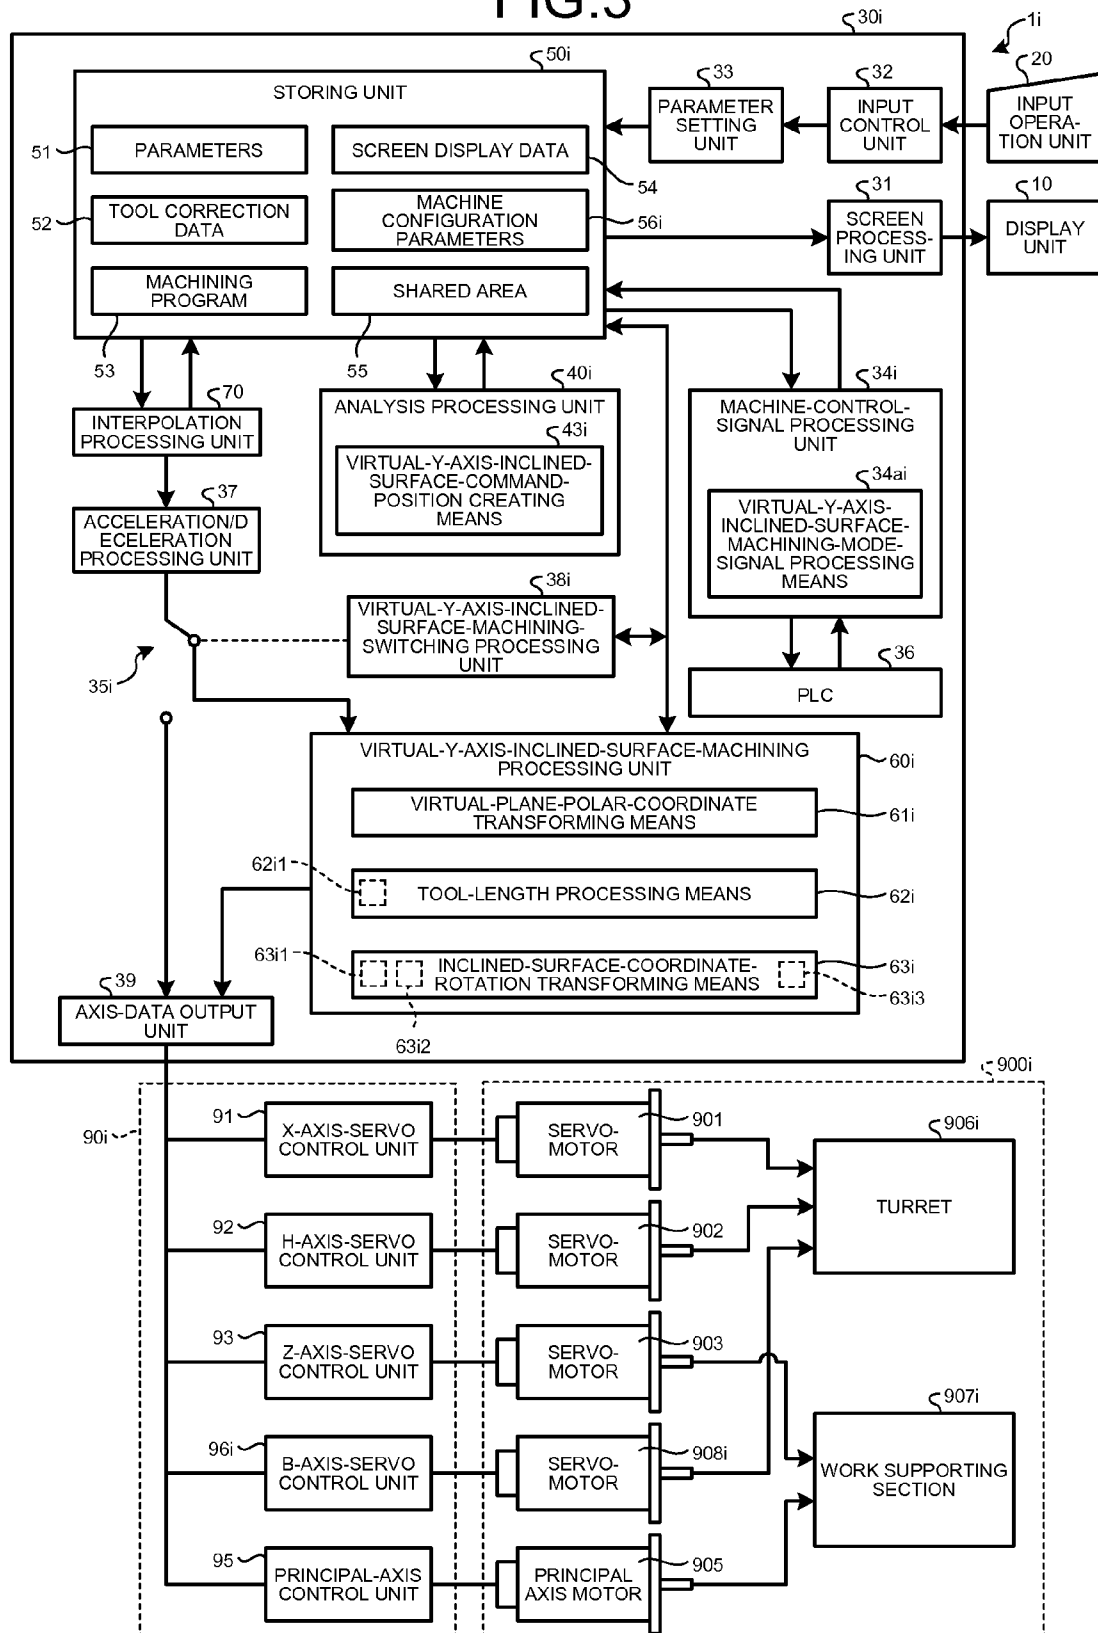 FIG.3
30i
1i
50i
STORING UNIT
51
PARAMETERS
SCREEN DISPLAY DATA
54
52
TOOL CORRECTION
DATA
MACHINE
CONFIGURATION
PARAMETERS
56i
MACHINING
PROGRAM
53
SHARED AREA
55
33
PARAMETER
SETTING
UNIT
32
INPUT
CONTROL
UNIT
20
INPUT
OPERA-
TION UNIT
31
SCREEN
PROCESS-
ING UNIT
10
DISPLAY
UNIT
70
INTERPOLATION
PROCESSING UNIT
37
ACCELERATION/D
ECELERATION
PROCESSING UNIT
40i
ANALYSIS PROCESSING UNIT
43i
VIRTUAL-Y-AXIS-INCLINED-
SURFACE-COMMAND-
POSITION CREATING
MEANS
34i
MACHINE-CONTROL-
SIGNAL PROCESSING
UNIT
34ai
VIRTUAL-Y-AXIS-
INCLINED-SURFACE-
MACHINING-MODE-
SIGNAL PROCESSING
MEANS
38i
VIRTUAL-Y-AXIS-INCLINED-
SURFACE-MACHINING-
SWITCHING PROCESSING
UNIT
35i
36
PLC
VIRTUAL-Y-AXIS-INCLINED-SURFACE-MACHINING
PROCESSING UNIT
60i
VIRTUAL-PLANE-POLAR-COORDINATE
TRANSFORMING MEANS
61i
62i1
TOOL-LENGTH PROCESSING MEANS
62i
63i1
INCLINED-SURFACE-COORDINATE-
ROTATION TRANSFORMING MEANS
63i
63i2
63i3
39
AXIS-DATA OUTPUT
UNIT
90i
900i
91
X-AXIS-SERVO
CONTROL UNIT
SERVO-
MOTOR
901
906i
TURRET
92
H-AXIS-SERVO
CONTROL UNIT
SERVO-
MOTOR
902
93
Z-AXIS-SERVO
CONTROL UNIT
SERVO-
MOTOR
903
907i
WORK SUPPORTING
SECTION
96i
B-AXIS-SERVO
CONTROL UNIT
SERVO-
MOTOR
908i
95
PRINCIPAL-AXIS
CONTROL UNIT
PRINCIPAL
AXIS MOTOR
905